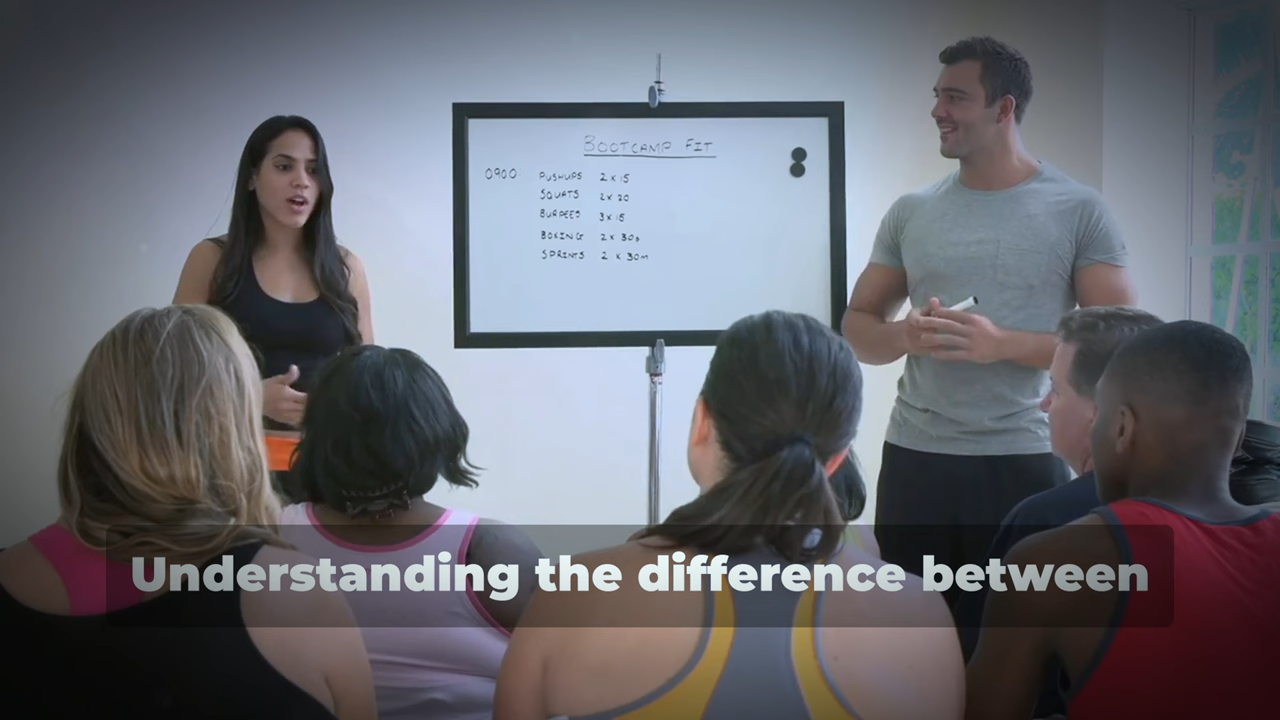 BOOTCAMP FIT
0900: PUSHUPS 2 x 15
SQUATS 2 x 20
BURPEES 3 x 15
BOXING 2 x 30s
SPRINTS 2 x 30m
Understanding the difference between